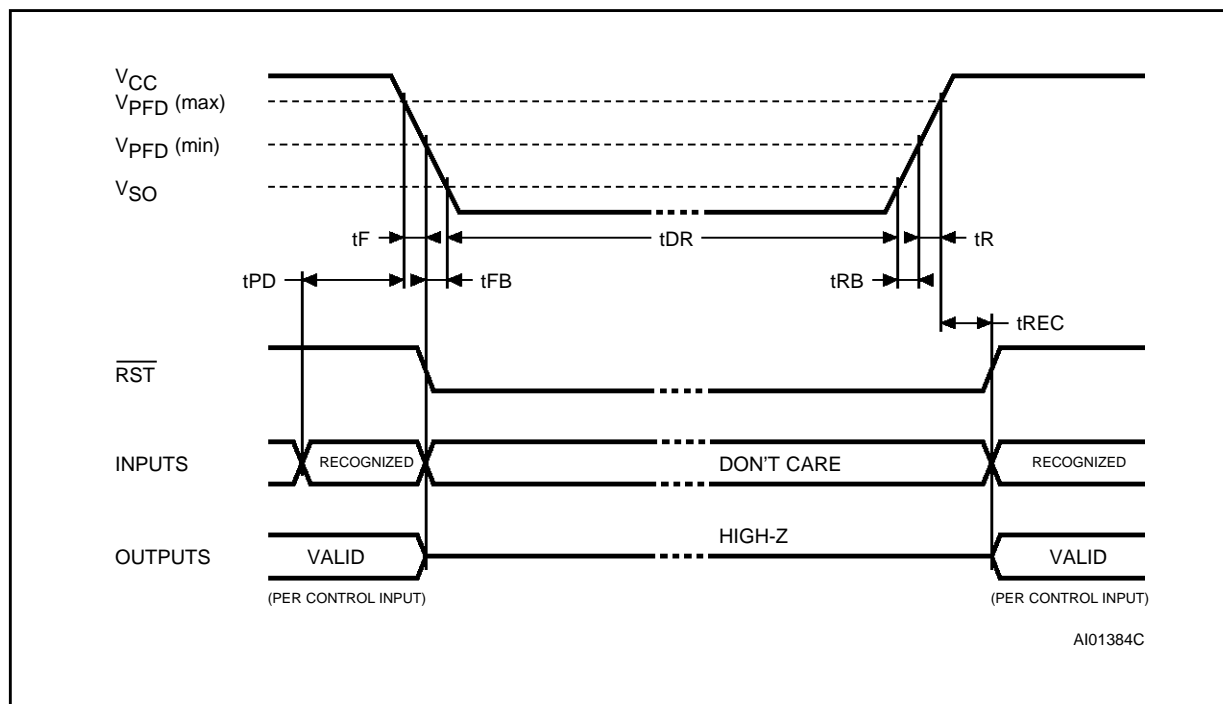 VCC
VPFD (max)
VPFD (min)
VSO
tF
tDR
tR
tPD
tFB
tRB
tREC
RST
INPUTS
RECOGNIZED
DON'T CARE
RECOGNIZED
HIGH-Z
OUTPUTS
VALID
VALID
(PER CONTROL INPUT)
(PER CONTROL INPUT)
AI01384C